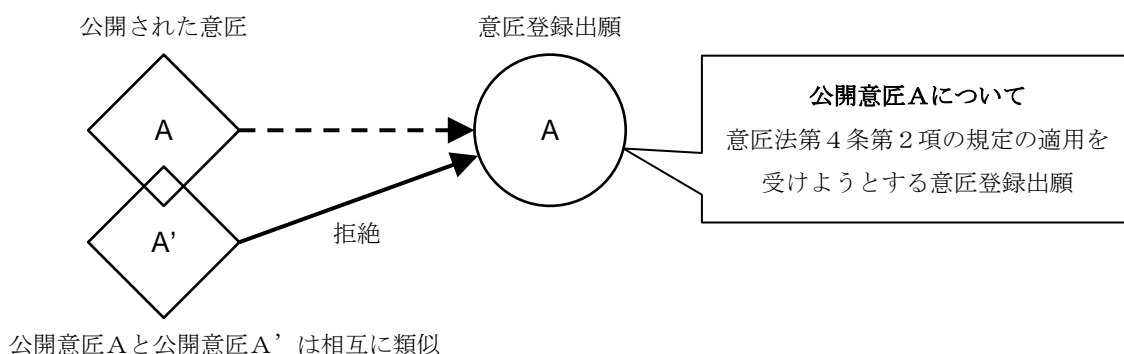 公開された意匠
意匠登録出願
A
A
公開意匠Aについて
意匠法第4条第2項の規定の適用を
受けようとする意匠登録出願
A’
拒絶
公開意匠Aと公開意匠A’は相互に類似